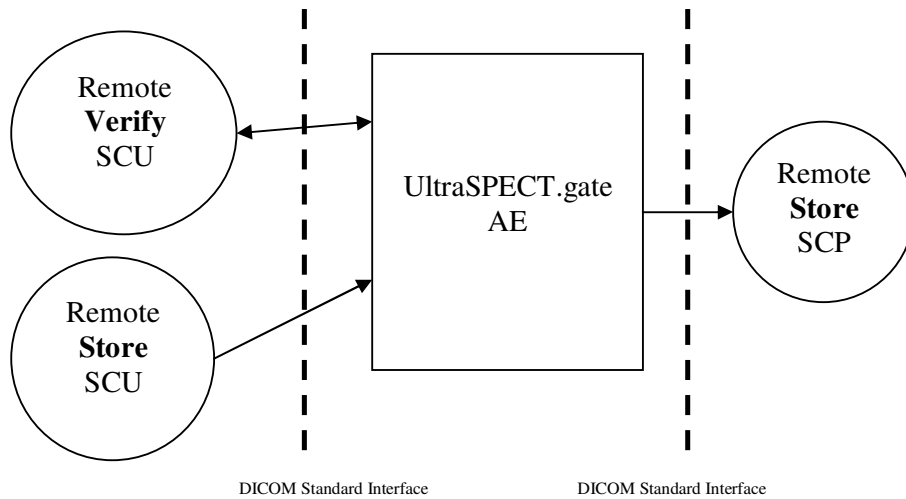 Remote
Verify
SCU
Remote
Store
SCU
UltraSPECT.gate
AE
Remote
Store
SCP
DICOM Standard Interface
DICOM Standard Interface